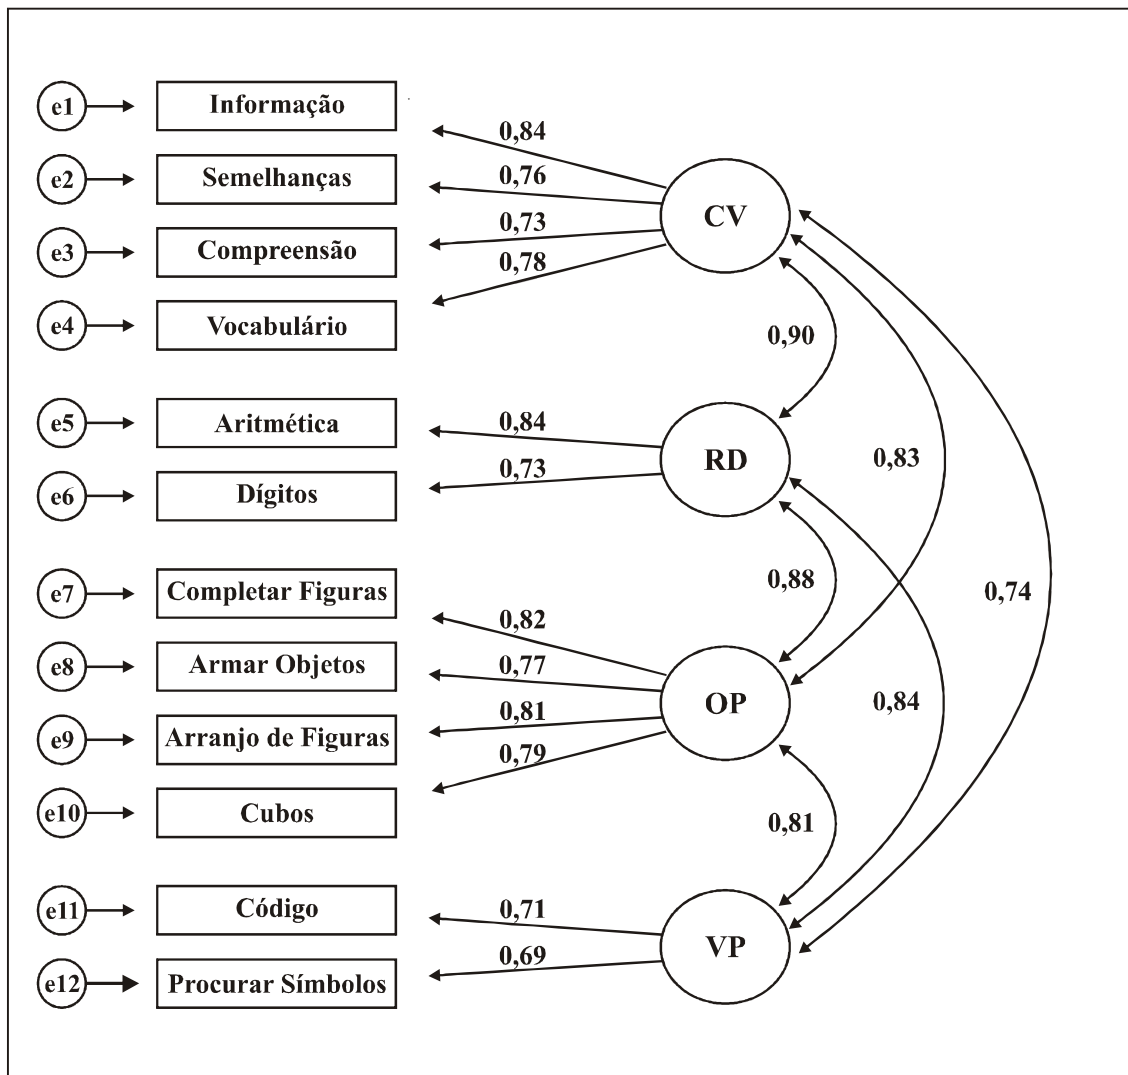 e1
Informação
e2
Semelhanças
e3
Compreensão
e4
Vocabulário
0,84
0,76
0,73
0,78
CV
0,90
e5
Aritmética
e6
Dígitos
0,84
0,73
RD
0,83
0,88
0,74
e7
Completar Figuras
e8
Armar Objetos
e9
Arranjo de Figuras
e10
Cubos
0,82
0,77
0,81
0,79
OP
0,84
0,81
e11
Código
e12
Procurar Símbolos
0,71
0,69
VP